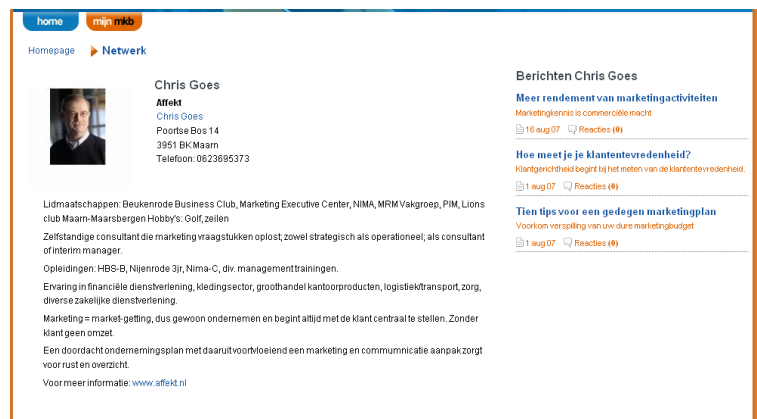 home mijn mkb
Homepage Netwerk
Chris Goes
Affekt
Chris Goes
Poortse Bos 14
3951 BK Maarn
Telefoon: 0623695373
Lidmaatschappen: Beukenrode Business Club, Marketing Executive Center, NIMA, MRM Vakgroep, PIM, Lions
club Maarn-Maarsbergen Hobby's: Golf, zeilen
Zelfstandige consultant die marketing vraagstukken oplost; zowel strategisch als operationeel; als consultant
of interim manager.
Opleidingen: HBS-B, Nijenrode 3jr, Nima-C, div. management trainingen.
Ervaring in financiële dienstverlening, kledingsector, groothandel kantoorproducten, logistiek/transport, zorg,
diverse zakelijke dienstverlening.
Marketing = market-getting, dus gewoon ondernemen en begint altijd met de klant centraal te stellen. Zonder
klant geen omzet.
Een doordacht ondernemingsplan met daaruit voortvloeiend een marketing en commumnicatie aanpak zorgt
voor rust en overzicht.
Voor meer informatie: www.affekt.nl
Berichten Chris Goes
Meer rendement van marketingactiviteiten
Marketingkennis is commerciële macht
16 aug 07 Reacties (0)
Hoe meet je je klantentevredenheid?
Klantgerichtheid begint bij het meten van de klantentevredenheid.
1 aug 07 Reacties (0)
Tien tips voor een gedegen marketingplan
Voorkom verspilling van uw dure marketingbudget
1 aug 07 Reacties (0)